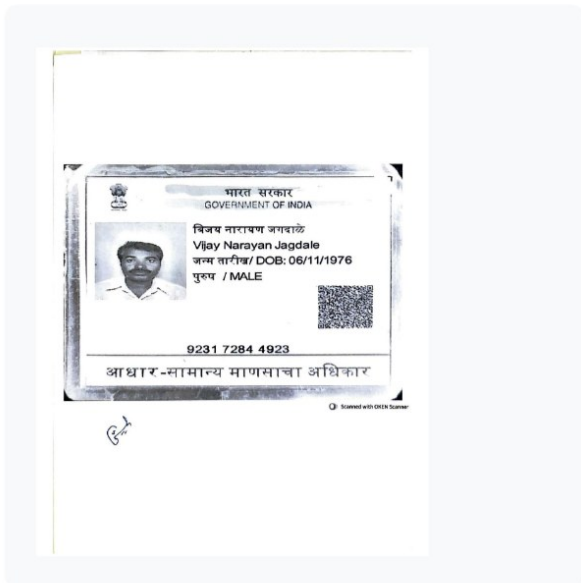 भारत सरकार
GOVERNMENT OF INDIA
विजय नारायण जगदाळे
Vijay Narayan Jagdale
जन्म तारीख/ DOB: 06/11/1976
पुरुष / MALE
9231 7284 4923
आधार-सामान्य माणसाचा अधिकार
Scanned with OKEN Scanner